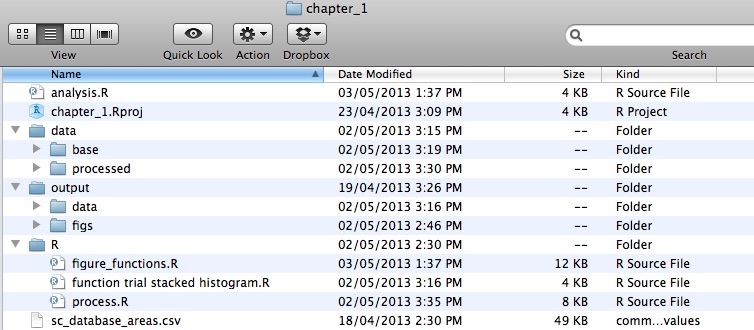 chapter_1
View Quick Look Action Dropbox Search
Name Date Modified Size Kind
analysis.R 03/05/2013 1:37 PM 4 KB R Source File
chapter_1.Rproj 23/04/2013 3:09 PM 4 KB R Project
data 03/05/2013 3:15 PM -- Folder
base 02/05/2013 3:19 PM -- Folder
processed 02/05/2013 3:30 PM -- Folder
output 19/04/2013 3:26 PM -- Folder
data 02/05/2013 3:16 PM -- Folder
figs 02/05/2013 2:46 PM -- Folder
R 02/05/2013 2:30 PM -- Folder
figure_functions.R 03/05/2013 1:37 PM 12 KB R Source File
function trial stacked histogram.R 02/05/2013 3:16 PM 4 KB R Source File
process.R 02/05/2013 3:35 PM 8 KB R Source File
sc_database_areas.csv 18/04/2013 2:30 PM 49 KB comm...values